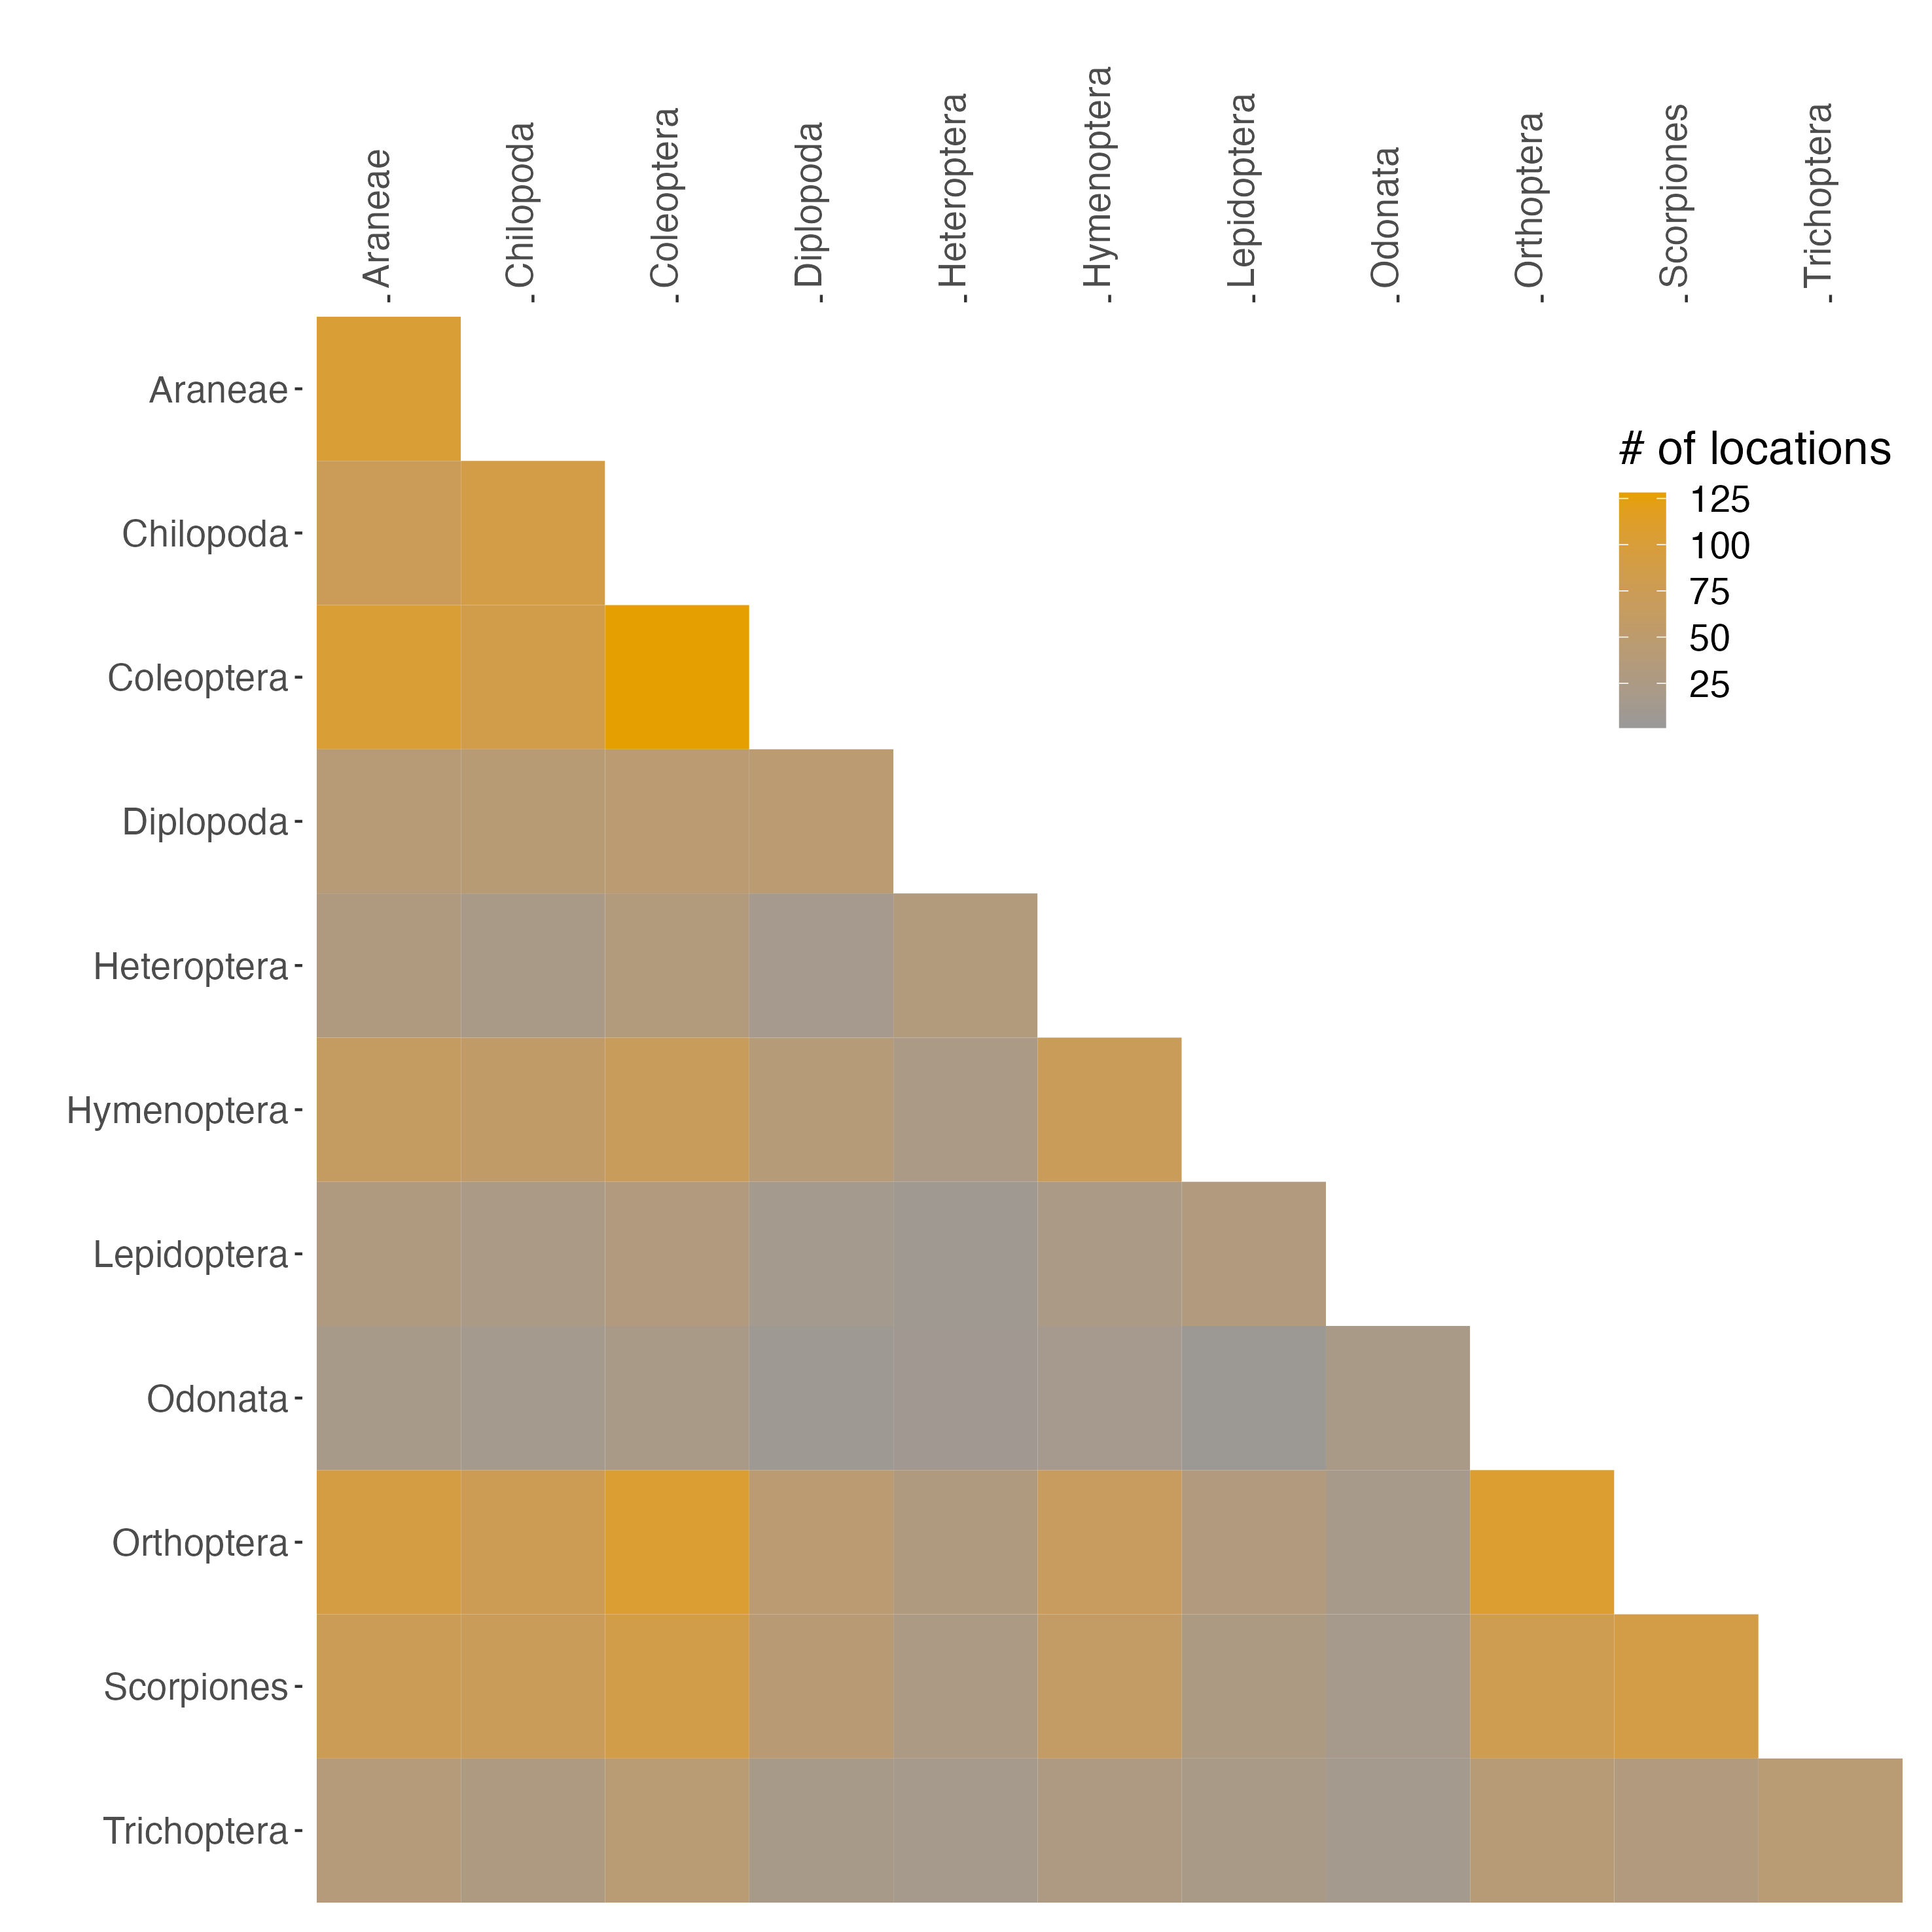 Araneae
Chilopoda
Coleoptera
Diplopoda
Heteroptera
Hymenoptera
Lepidoptera
Odonata
Orthoptera
Scorpiones
Trichoptera
Araneae
Chilopoda
Coleoptera
Diplopoda
Heteroptera
Hymenoptera
Lepidoptera
Odonata
Orthoptera
Scorpiones
Trichoptera
# of locations
125
100
75
50
25